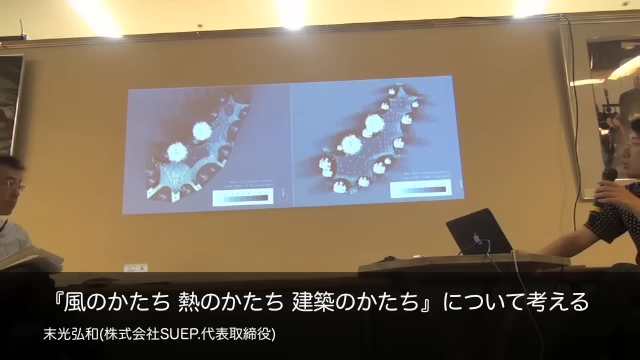 『風のかたち 熱のかたち 建築のかたち』について考える
末光弘和(株式会社SUEP.代表取締役)